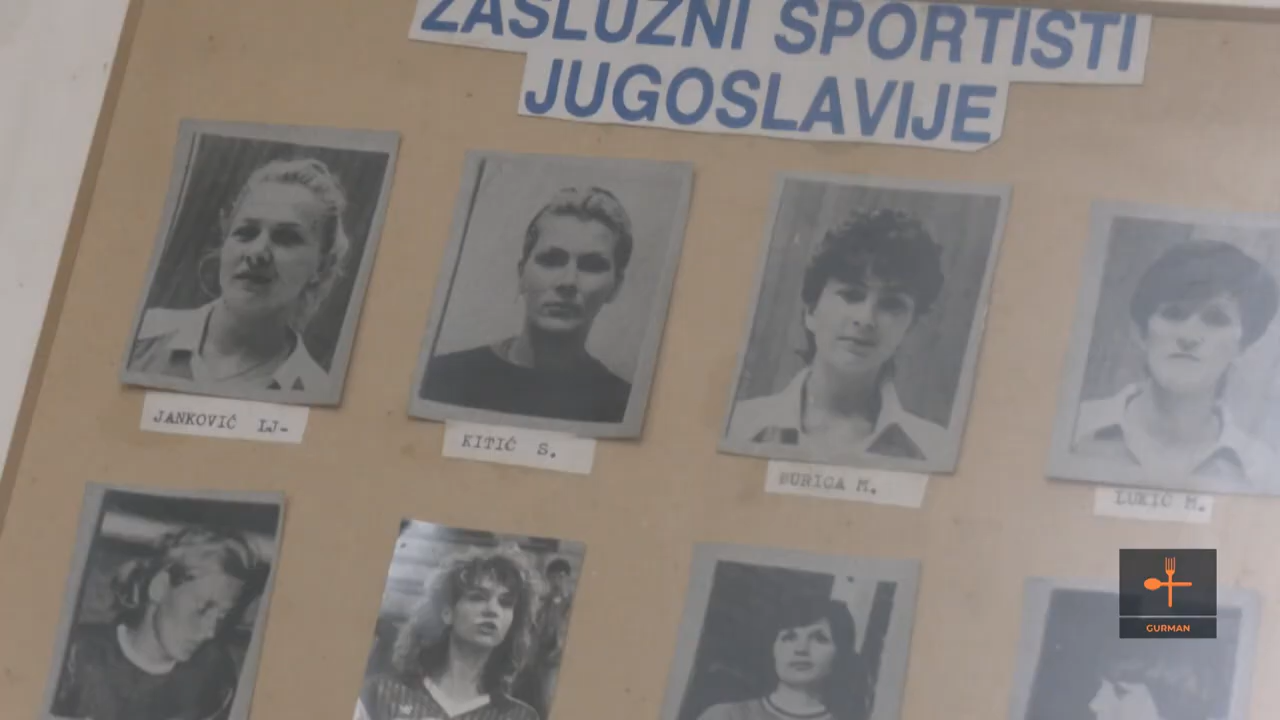 ZASLUŽNI SPORTISTI
JUGOSLAVIJE
JANKOVIĆ LJ-
KITIĆ S.
ĐURICA M.
LUKIĆ M.
GURMAN